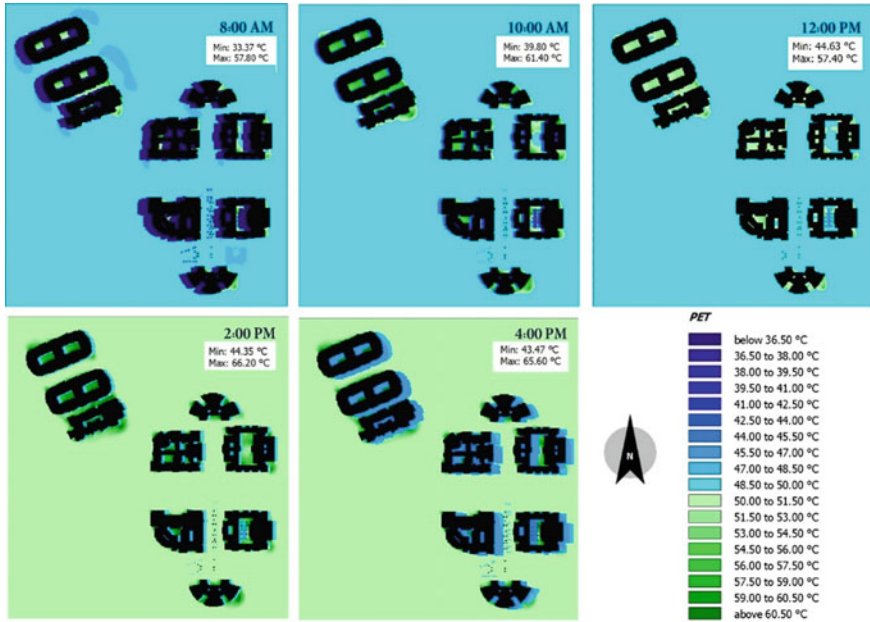 8:00 AM
Min: 33.37 °C
Max: 57.80 °C
10:00 AM
Min: 39.80 °C
Max: 61.40 °C
12:00 PM
Min: 44.63 °C
Max: 57.40 °C
2:00 PM
Min: 44.35 °C
Max: 66.20 °C
4:00 PM
Min: 43.47 °C
Max: 65.60 °C
N
PET
below 36.50 °C
36.50 to 38.00 °C
38.00 to 39.50 °C
39.50 to 41.00 °C
41.00 to 42.50 °C
42.50 to 44.00 °C
44.00 to 45.50 °C
45.50 to 47.00 °C
47.00 to 48.50 °C
48.50 to 50.00 °C
50.00 to 51.50 °C
51.50 to 53.00 °C
53.00 to 54.50 °C
54.50 to 56.00 °C
56.00 to 57.50 °C
57.50 to 59.00 °C
59.00 to 60.50 °C
above 60.50 °C